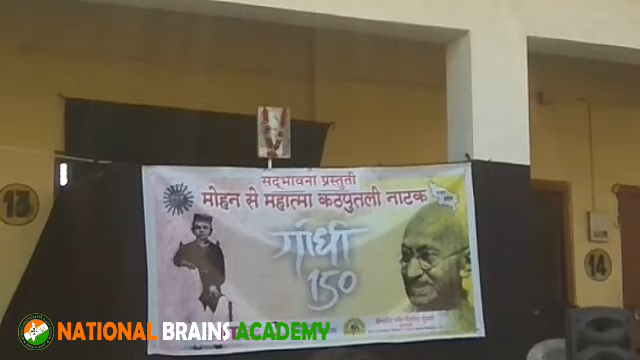 13
सद्भावना प्रस्तुती
मोहन से महात्मा कठपुतली नाटक
गांधी
150
14
NATIONAL BRAINS ACADEMY